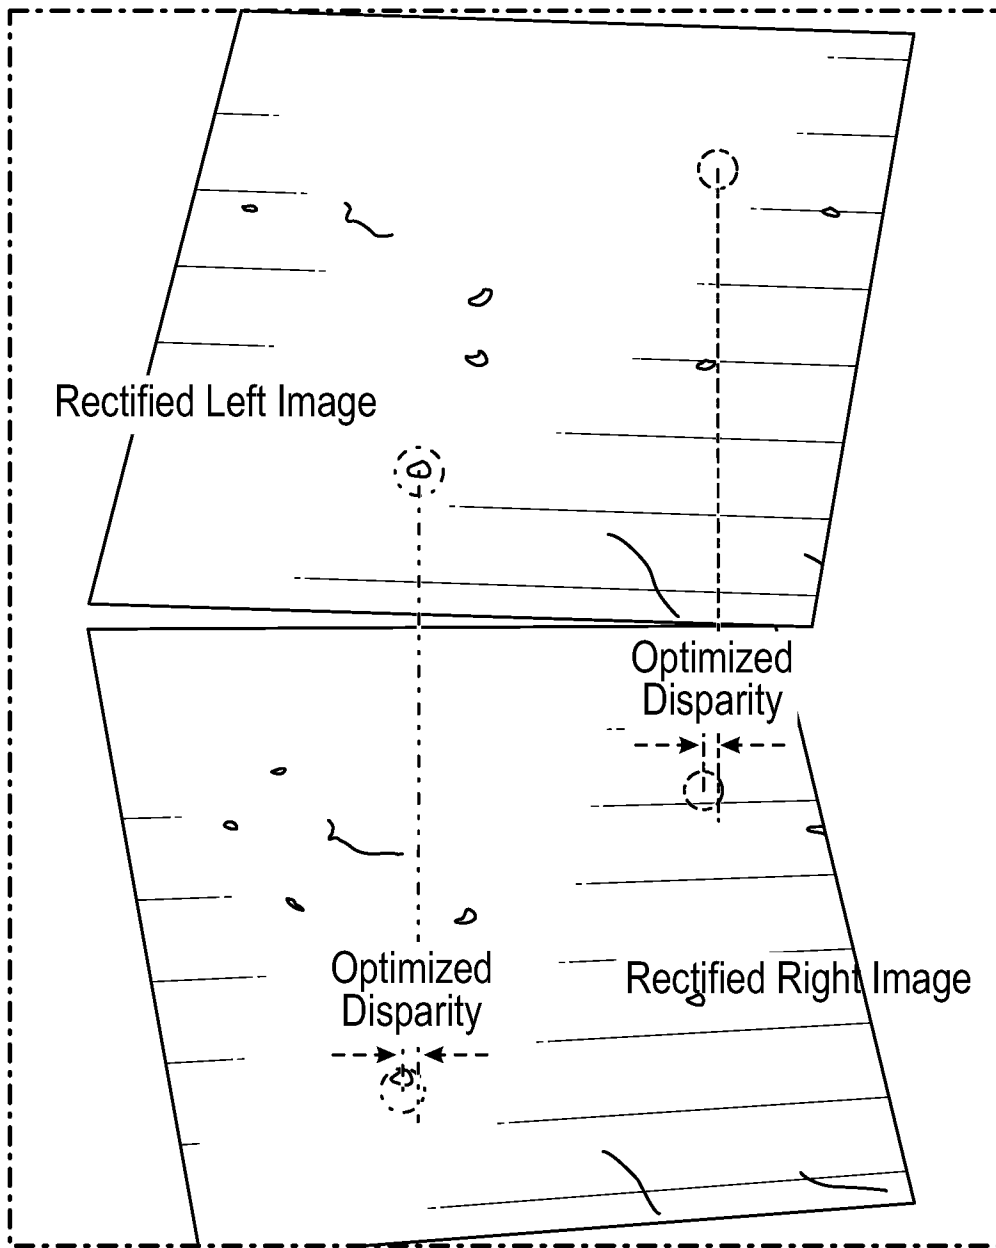 Rectified Left Image
Optimized
Disparity
Optimized
Disparity
Rectified Right Image